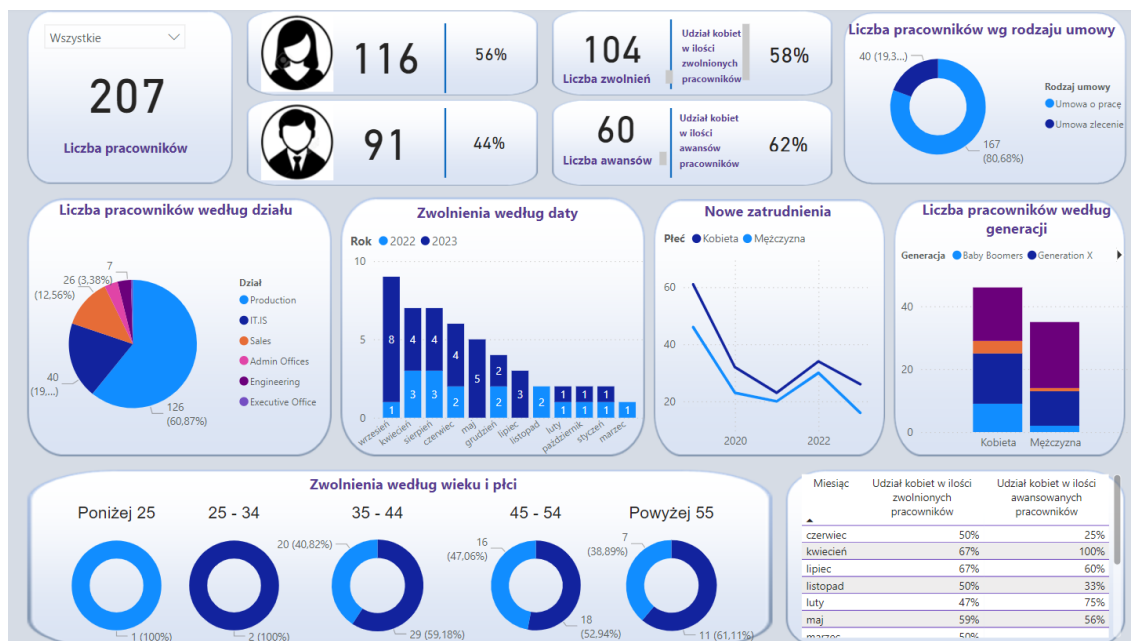 Wszystkie
207
Liczba pracowników
116
56%
91
44%
104
Liczba zwolnień
Udział kobiet
w ilości
zwolnionych
pracowników
58%
60
Liczba awansów
Udział kobiet
w ilości
awansów
pracowników
62%
Liczba pracowników wg rodzaju umowy
40 (19,3...)
Rodzaj umowy
Umowa o pracę
Umowa zlecenie
167
(80,68%)
Liczba pracowników według działu
7
26 (3,38%)
(12,56%)
40
(19,...)
126
(60,87%)
Dział
Production
IT.IS
Sales
Admin Offices
Engineering
Executive Office
Zwolnienia według daty
Rok 2022 2023
10
5
0
8
1
4
3
4
3
4
2
5
2
2
3
2
1
1
1
1
1
1
1
wrzesień
kwiecień
sierpień
czerwiec
maj
grudzień
lipiec
listopad
luty
październik
styczeń
marzec
Nowe zatrudnienia
Płeć Kobieta Mężczyzna
60
40
20
2020
2022
Liczba pracowników według
generacji
Generacja Baby Boomers Generation X
40
20
0
Kobieta
Mężczyzna
Zwolnienia według wieku i płci
Poniżej 25
25 - 34
35 - 44
45 - 54
Powyżej 55
1 (100%)
2 (100%)
20 (40,82%)
29 (59,18%)
16
(47,06%)
18
(52,94%)
7
(38,89%)
11 (61,11%)
Miesiąc Udział kobiet w ilości Udział kobiet w ilości
zwolnionych awansowanych
pracowników pracowników
czerwiec 50% 25%
kwiecień 67% 100%
lipiec 67% 60%
listopad 50% 33%
luty 47% 75%
maj 59% 56%
marzec 50%